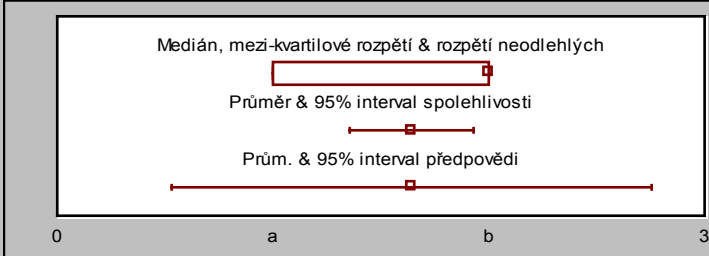 Medián, mezi-kvartilové rozpětí & rozpětí neodlehlých
Průměr & 95% interval spolehlivosti
Prům. & 95% interval předpovědi
0 a b 3